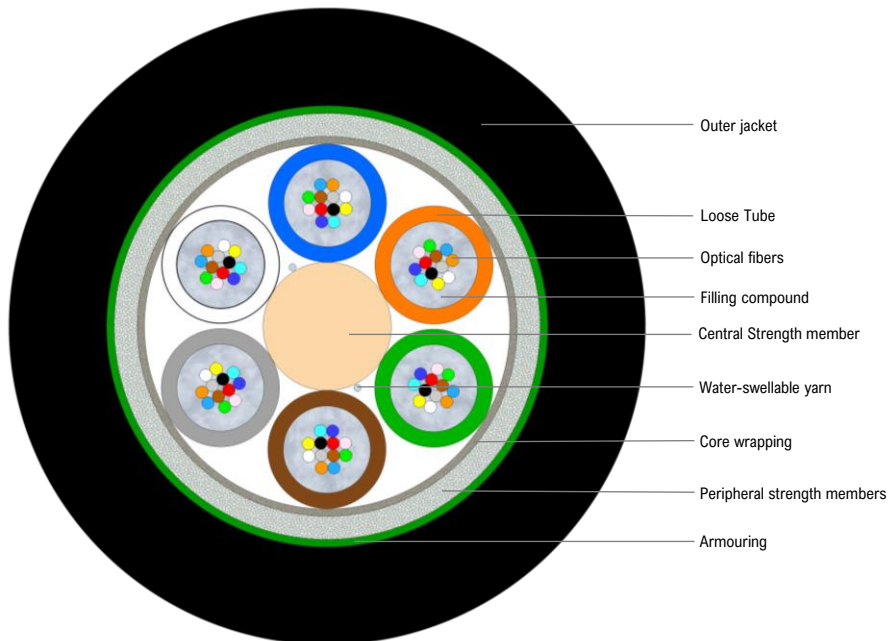 Outer jacket
Loose Tube
Optical fibers
Filling compound
Central Strength member
Water-swellable yarn
Core wrapping
Peripheral strength members
Armouring